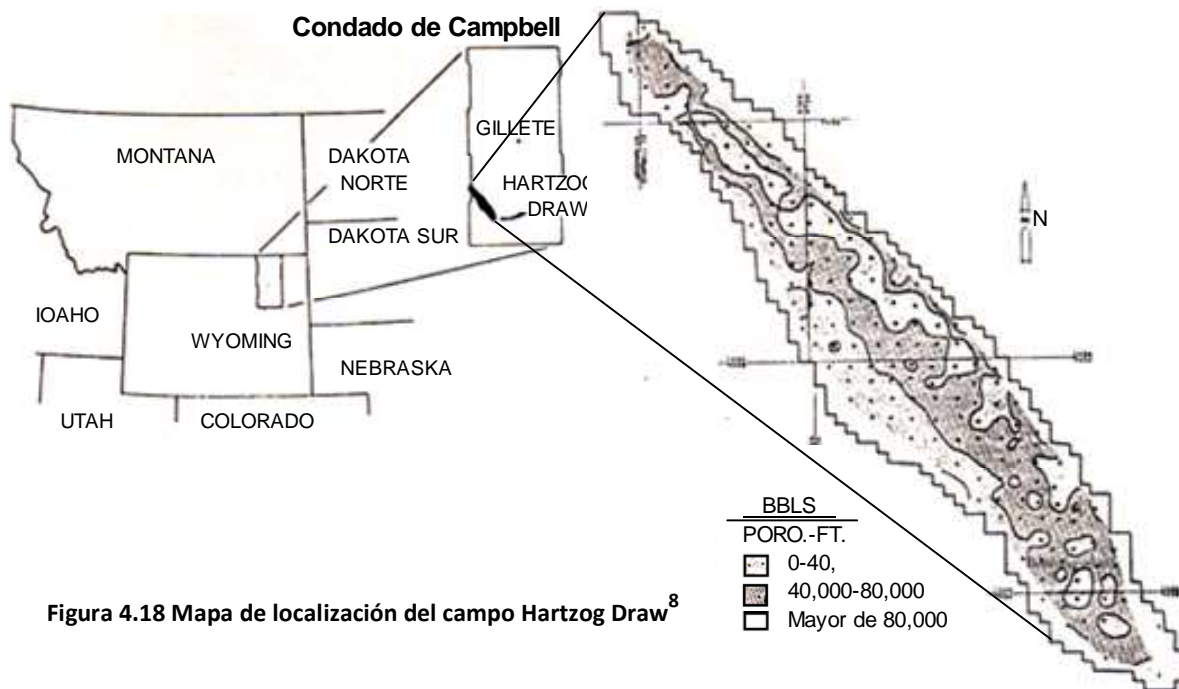 Condado de Campbell
GILLETE
MONTANA
DAKOTA
NORTE
HARTZOG
DRAW
DAKOTA SUR
N
IOAHO
WYOMING
NEBRASKA
UTAH
COLORADO
BBLS
PORO.-FT.
0-40,
40,000-80,000
Mayor de 80,000
Figura 4.18 Mapa de localización del campo Hartzog Draw8